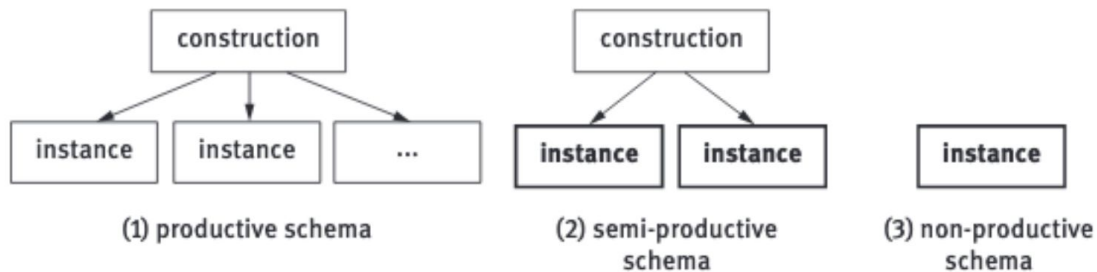 construction
construction
instance
instance
...
instance
instance
instance
(1) productive schema
(2) semi-productive
schema
(3) non-productive
schema